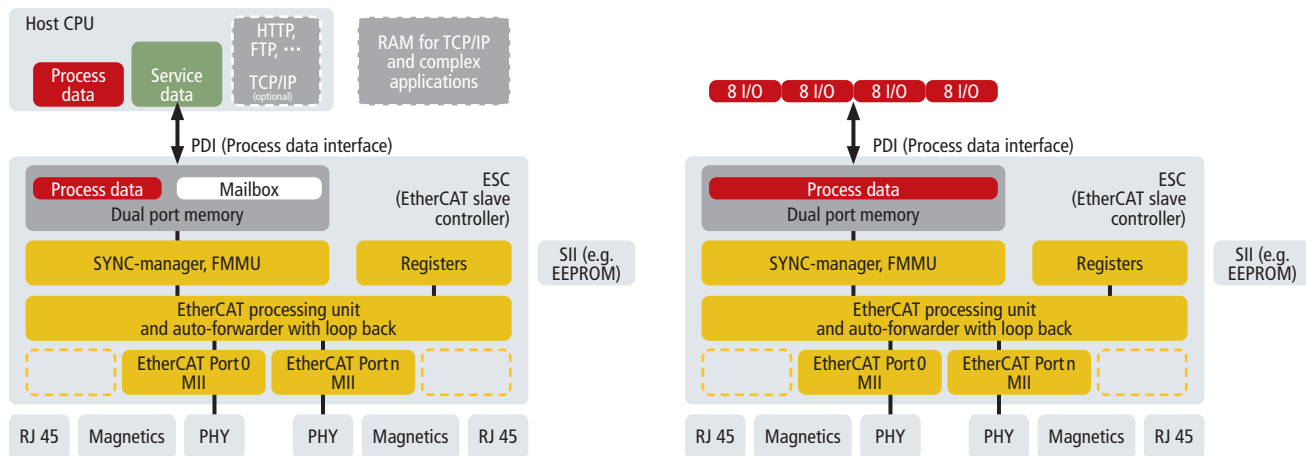 Host CPU
Process
data
Service
data
HTTP,
FTP, ···
TCP/IP
(optional)
RAM for TCP/IP
and complex
applications
PDI (Process data interface)
Process data
Mailbox
Dual port memory
ESC
(EtherCAT slave
controller)
SYNC-manager, FMMU
Registers
SII (e.g.
EEPROM)
EtherCAT processing unit
and auto-forwarder with loop back
EtherCAT Port 0
MII
EtherCAT Port n
MII
RJ 45
Magnetics
PHY
PHY
Magnetics
RJ 45
8 I/O
8 I/O
8 I/O
8 I/O
PDI (Process data interface)
Process data
Dual port memory
ESC
(EtherCAT slave
controller)
SYNC-manager, FMMU
Registers
SII (e.g.
EEPROM)
EtherCAT processing unit
and auto-forwarder with loop back
EtherCAT Port 0
MII
EtherCAT Port n
MII
RJ 45
Magnetics
PHY
PHY
Magnetics
RJ 45